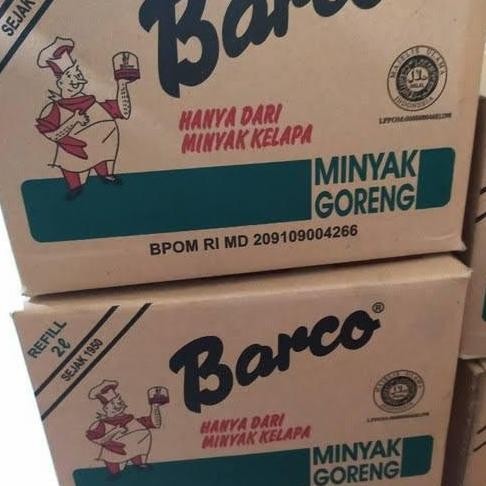 SEJAK
Barco
HANYA DARI
MINYAK KELAPA
MINYAK
GORENG
BPOM RI MD 209109004266
REFILL
2ℓ
SEJAK 1950
Barco®
HANYA DARI
MINYAK KELAPA
MINYAK
GORENG